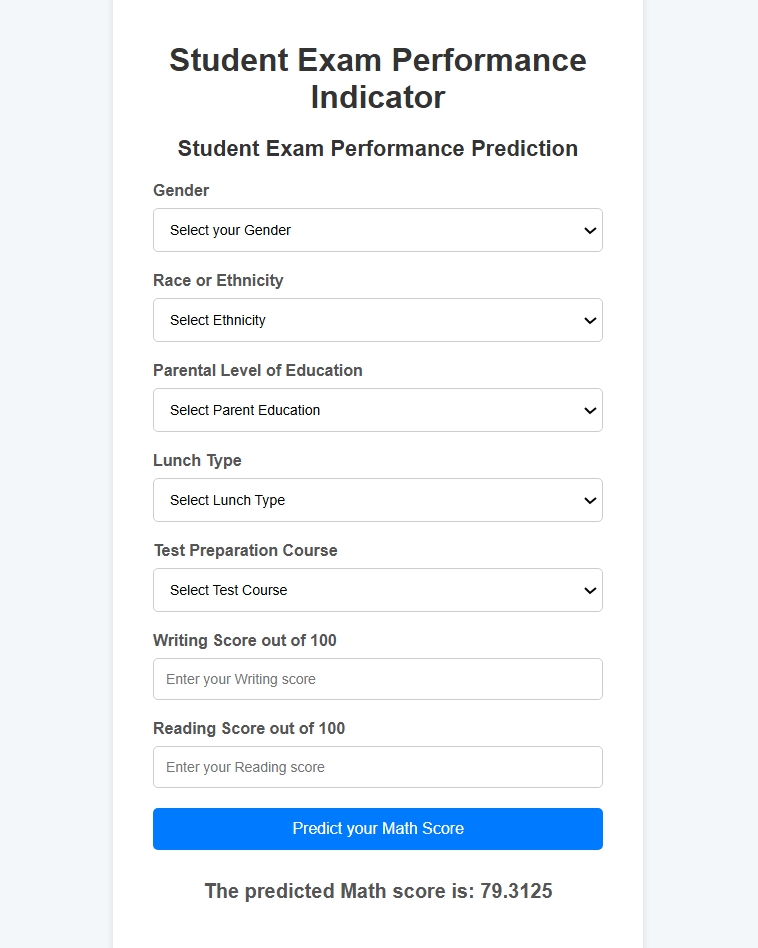 Student Exam Performance
Indicator
Student Exam Performance Prediction
Gender
Select your Gender
Race or Ethnicity
Select Ethnicity
Parental Level of Education
Select Parent Education
Lunch Type
Select Lunch Type
Test Preparation Course
Select Test Course
Writing Score out of 100
Enter your Writing score
Reading Score out of 100
Enter your Reading score
Predict your Math Score
The predicted Math score is: 79.3125